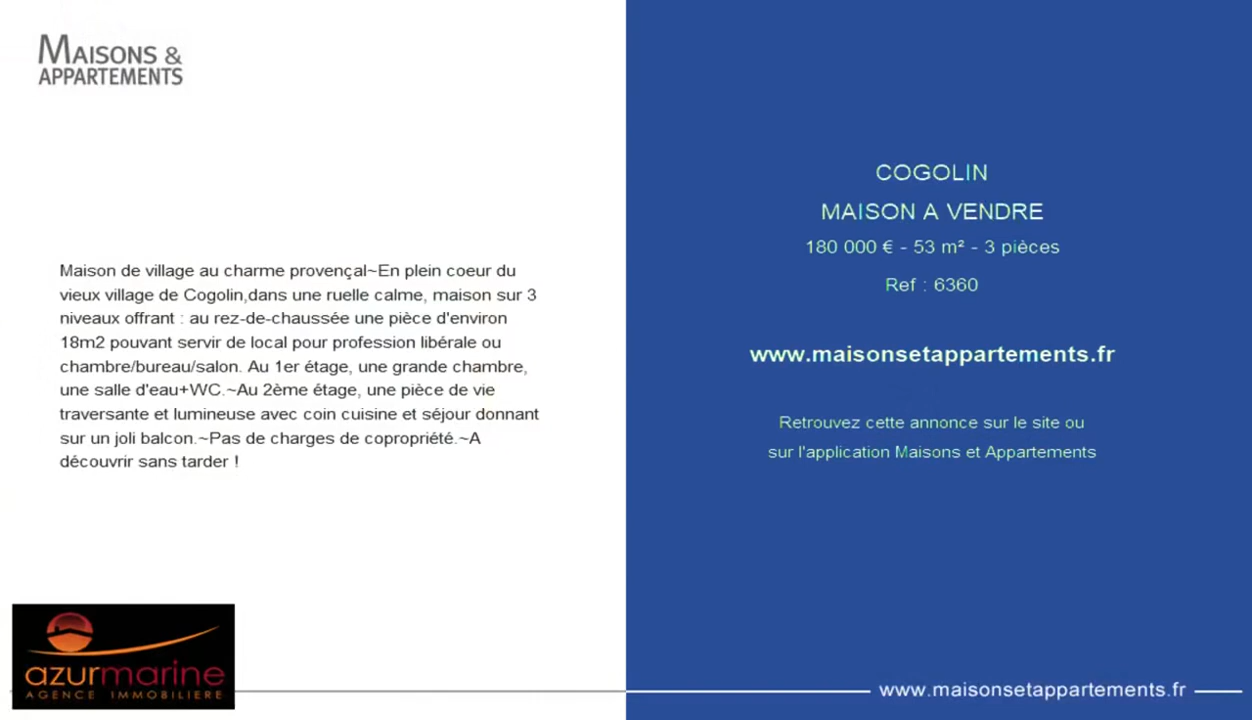 MAISONS &
APPARTEMENTS
Maison de village au charme provençal~En plein coeur du
vieux village de Cogolin,dans une ruelle calme, maison sur 3
niveaux offrant : au rez-de-chaussée une pièce d'environ
18m2 pouvant servir de local pour profession libérale ou
chambre/bureau/salon. Au 1er étage, une grande chambre,
une salle d'eau+WC.~Au 2ème étage, une pièce de vie
traversante et lumineuse avec coin cuisine et séjour donnant
sur un joli balcon.~Pas de charges de copropriété.~A
découvrir sans tarder !
azurmarine
AGENCE IMMOBILIERE
COGOLIN
MAISON A VENDRE
180 000 € - 53 m² - 3 pièces
Ref : 6360
www.maisonsetappartements.fr
Retrouvez cette annonce sur le site ou
sur l'application Maisons et Appartements
www.maisonsetappartements.fr